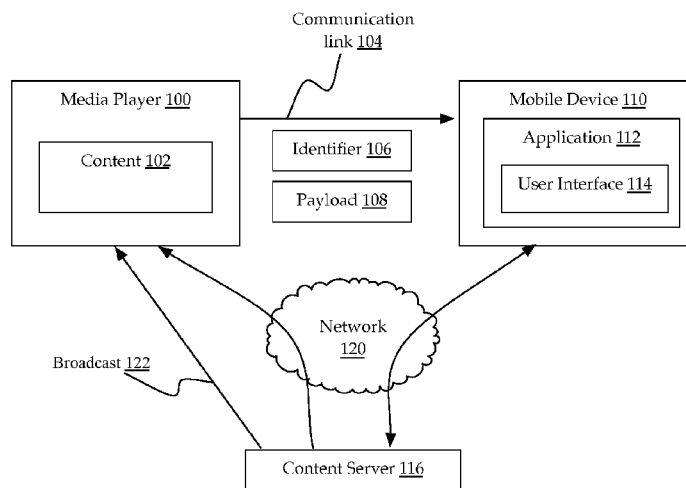 Communication
link 104
Media Player 100
Content 102
Identifier 106
Payload 108
Mobile Device 110
Application 112
User Interface 114
Network
120
Broadcast 122
Content Server 116